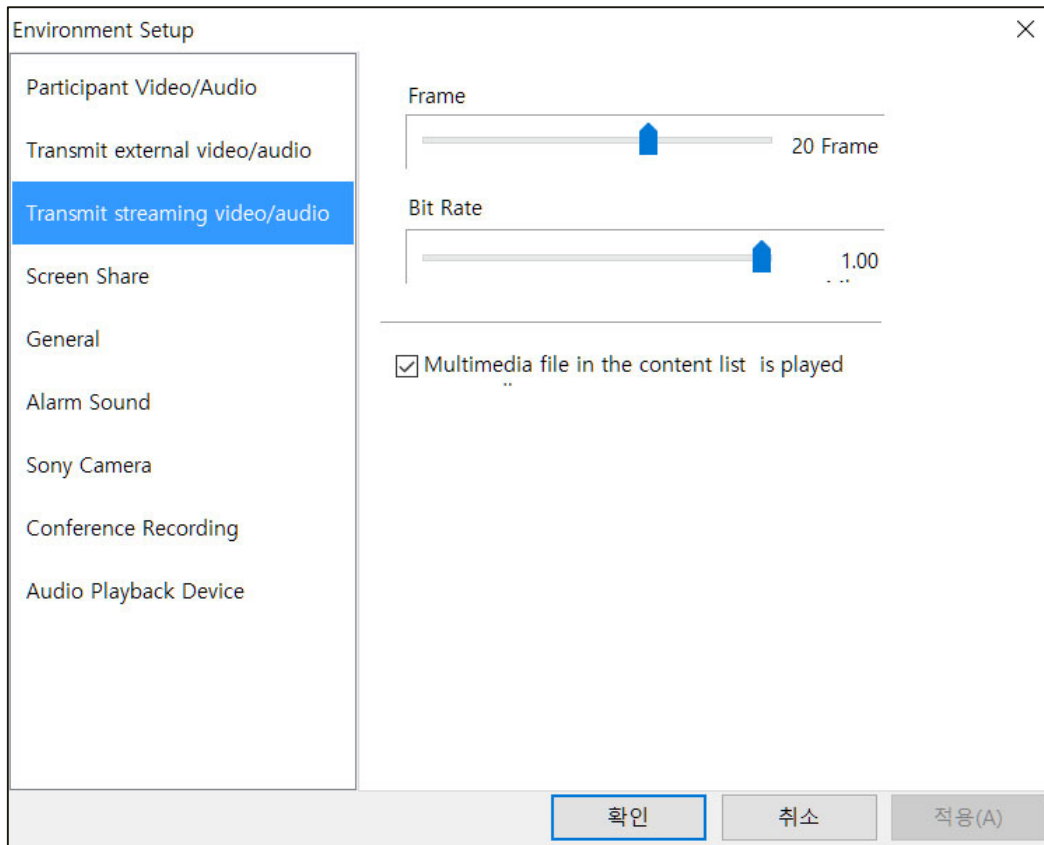 Environment Setup
Participant Video/Audio
Transmit external video/audio
Transmit streaming video/audio
Screen Share
General
Alarm Sound
Sony Camera
Conference Recording
Audio Playback Device
Frame
20 Frame
Bit Rate
1.00
Multimedia file in the content list is played
확인
취소
적용(A)